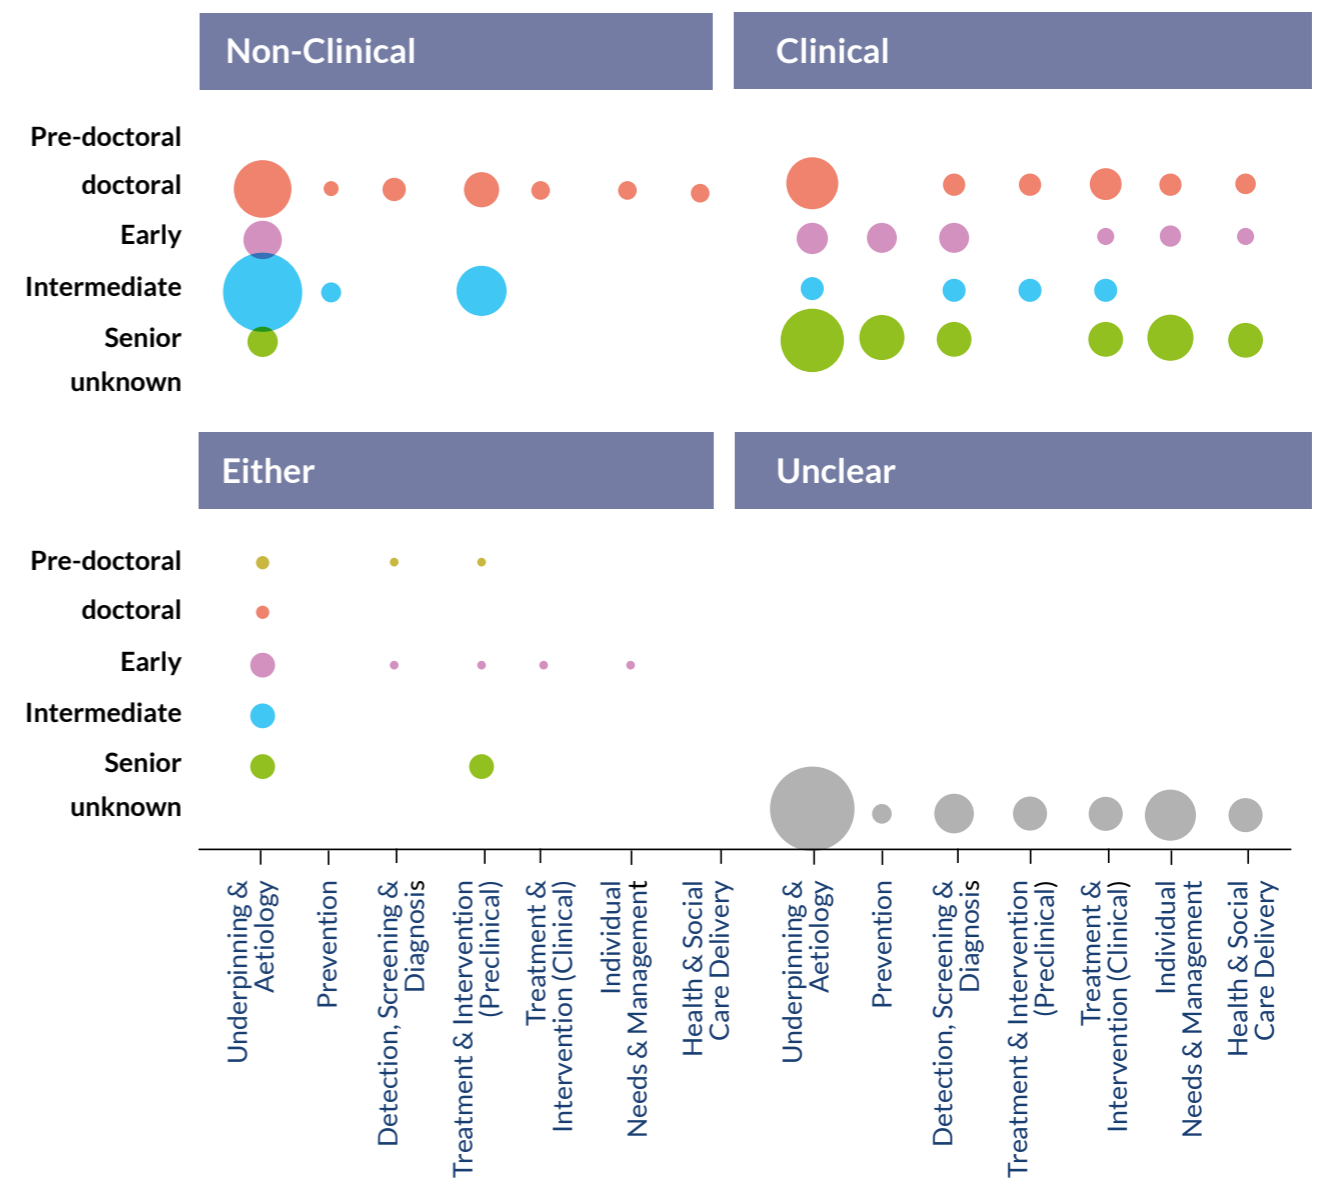 Non-Clinical
Clinical
Pre-doctoral
doctoral
Early
Intermediate
Senior
unknown
Either
Unclear
Pre-doctoral
doctoral
Early
Intermediate
Senior
unknown
Underpinning &
Aetiology
Prevention
Detection, Screening &
Diagnosis
Treatment & Intervention
(Preclinical)
Treatment &
Intervention (Clinical)
Individual
Needs & Management
Health & Social
Care Delivery
Underpinning &
Aetiology
Prevention
Detection, Screening &
Diagnosis
Treatment & Intervention
(Preclinical)
Treatment &
Intervention (Clinical)
Individual
Needs & Management
Health & Social
Care Delivery